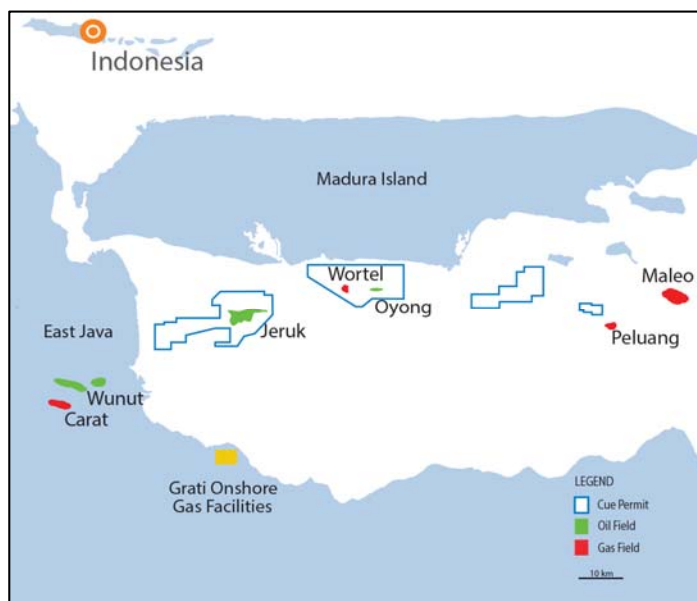 Indonesia
Madura Island
Wortel
Oyong
Maleo
Peluang
Jeruk
East Java
Wunut
Carat
Grati Onshore
Gas Facilities
LEGEND
Cue Permit
Oil Field
Gas Field
10 km